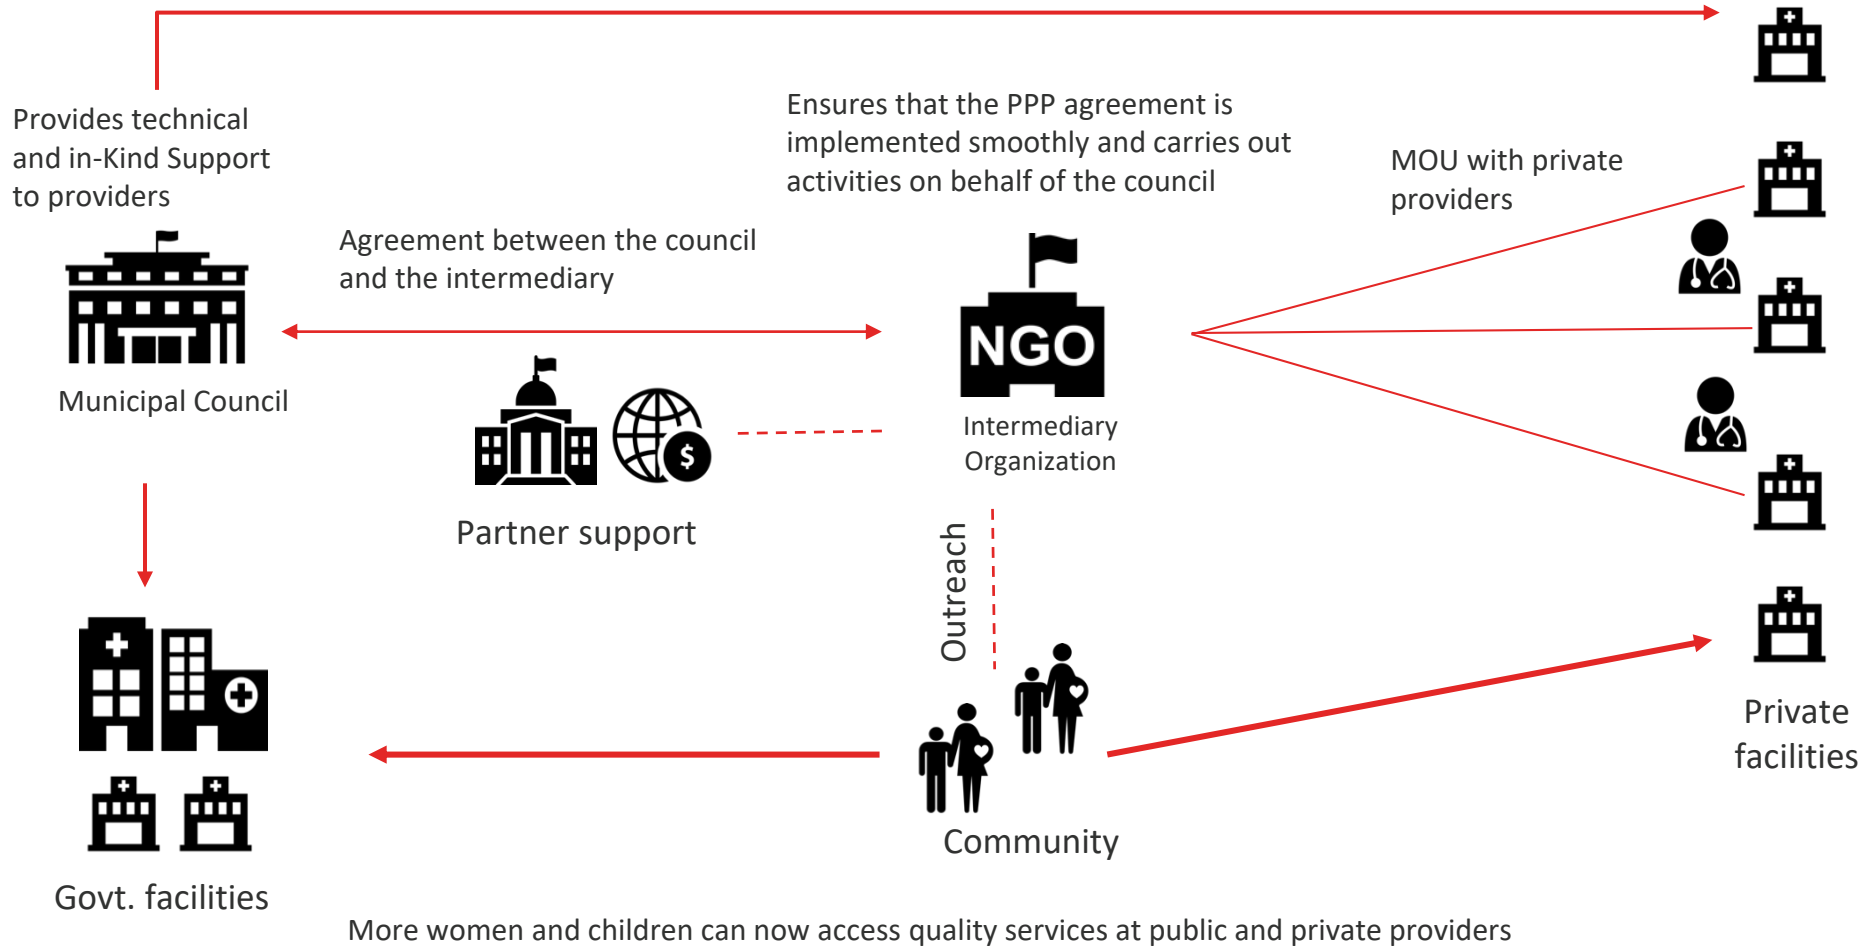 Provides technical
and in-Kind Support
to providers
Ensures that the PPP agreement is
implemented smoothly and carries out
activities on behalf of the council
MOU with private
providers
Agreement between the council
and the intermediary
NGO
Municipal Council
$
Intermediary
Organization
Partner support
Outreach
Private
facilities
Community
Govt. facilities
More women and children can now access quality services at public and private providers